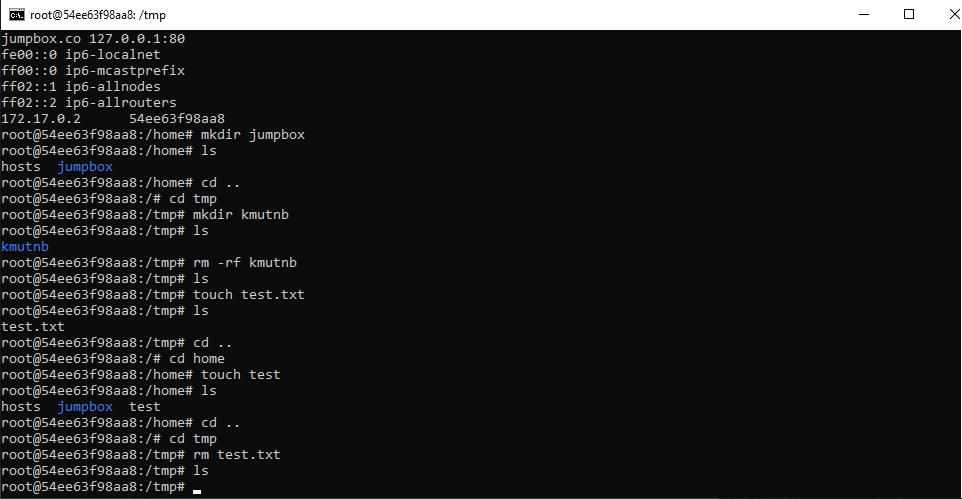 root@54ee63f98aa8: /tmp
jumpbox.co 127.0.0.1:80
fe00::0 ip6-localnet
ff00::0 ip6-mcastprefix
ff02::1 ip6-allnodes
ff02::2 ip6-allrouters
172.17.0.2      54ee63f98aa8
root@54ee63f98aa8:/home# mkdir jumpbox
root@54ee63f98aa8:/home# ls
hosts  jumpbox
root@54ee63f98aa8:/home# cd ..
root@54ee63f98aa8:/# cd tmp
root@54ee63f98aa8:/tmp# mkdir kmutnb
root@54ee63f98aa8:/tmp# ls
kmutnb
root@54ee63f98aa8:/tmp# rm -rf kmutnb
root@54ee63f98aa8:/tmp# ls
root@54ee63f98aa8:/tmp# touch test.txt
root@54ee63f98aa8:/tmp# ls
test.txt
root@54ee63f98aa8:/tmp# cd ..
root@54ee63f98aa8:/# cd home
root@54ee63f98aa8:/home# touch test
root@54ee63f98aa8:/home# ls
hosts  jumpbox  test
root@54ee63f98aa8:/home# cd ..
root@54ee63f98aa8:/# cd tmp
root@54ee63f98aa8:/tmp# rm test.txt
root@54ee63f98aa8:/tmp# ls
root@54ee63f98aa8:/tmp#